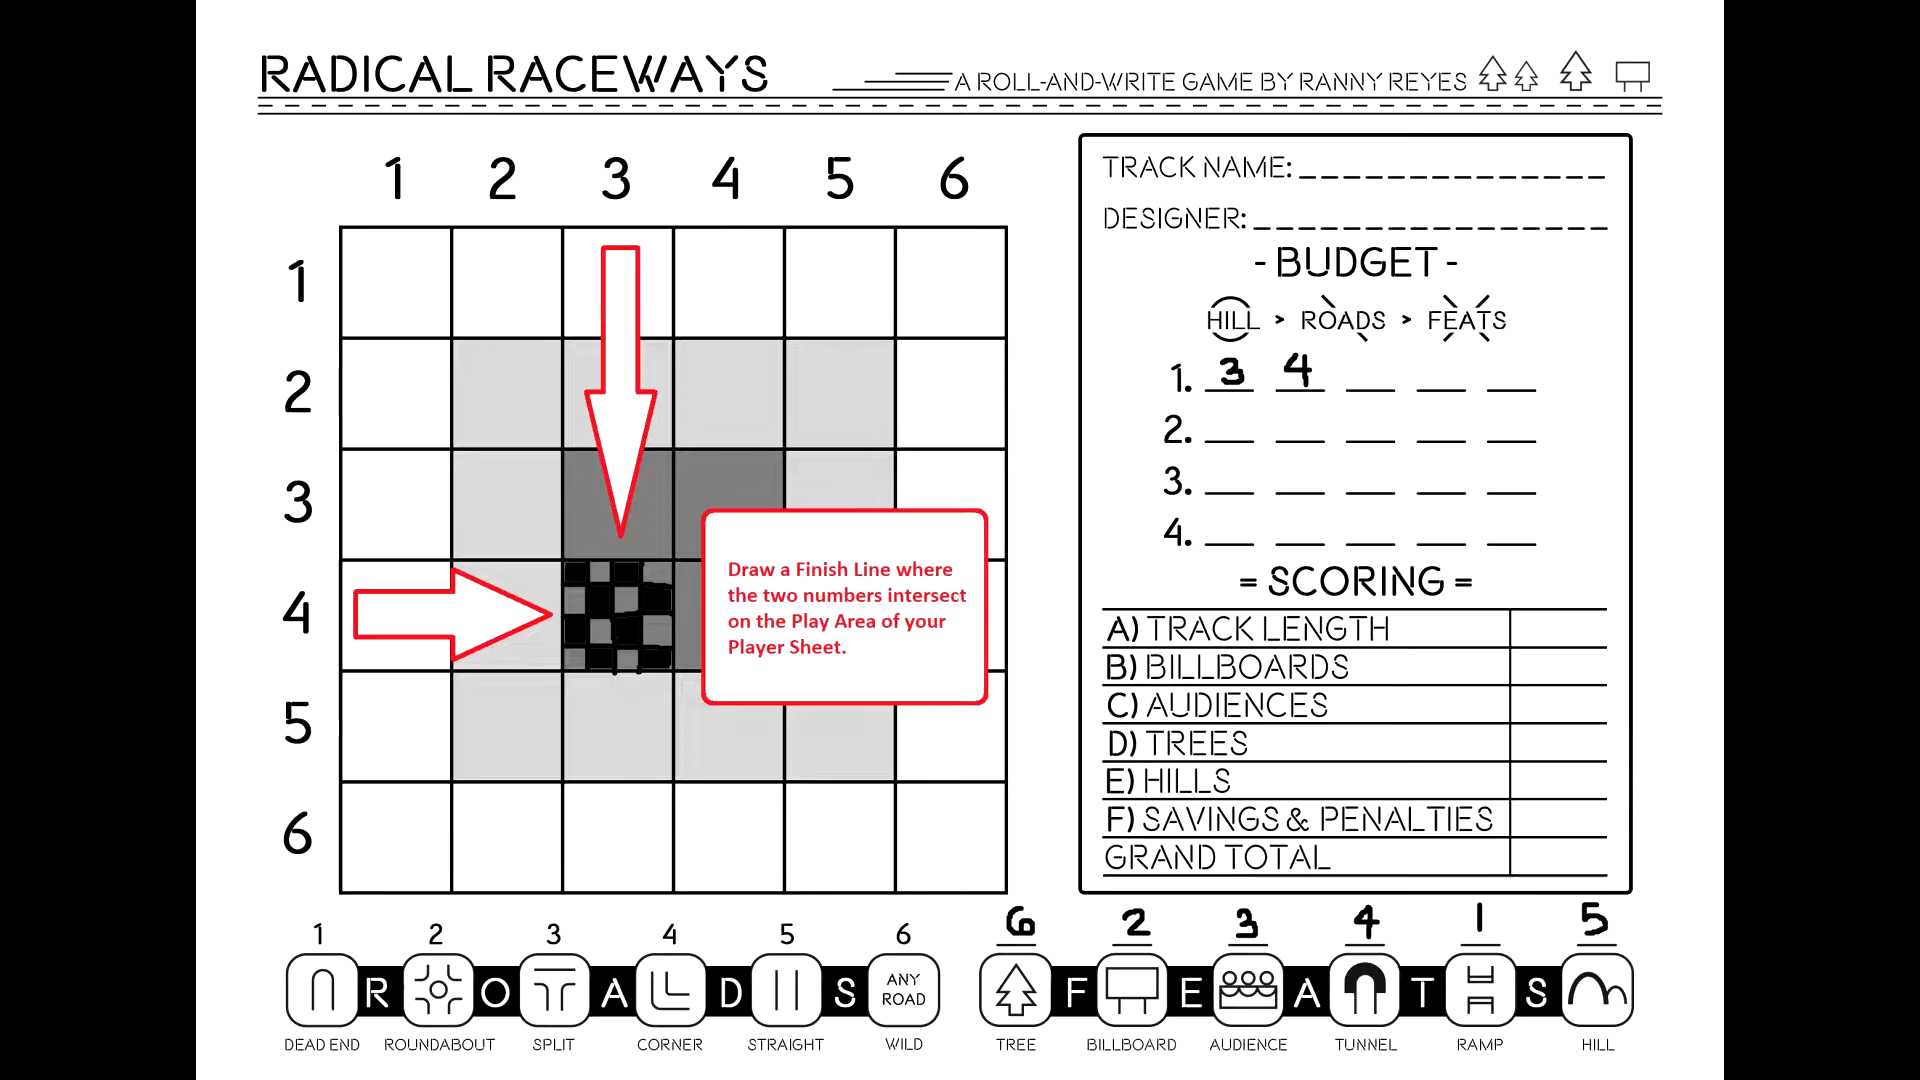 RADICAL RACEWAYS
A ROLL-AND-WRITE GAME BY RANNY REYES
1 2 3 4 5 6
1
2
3
4
5
6
Draw a Finish Line where
the two numbers intersect
on the Play Area of your
Player Sheet.
TRACK NAME:
DESIGNER:
- BUDGET -
HILL > ROADS > FEATS
1. 3 4
2.
3.
4.
= SCORING =
A) TRACK LENGTH
B) BILLBOARDS
C) AUDIENCES
D) TREES
E) HILLS
F) SAVINGS & PENALTIES
GRAND TOTAL
1 2 3 4 5 6
R O A D S
ANY
ROAD
DEAD END ROUNDABOUT SPLIT CORNER STRAIGHT WILD
6 2 3 4 1 5
F E A T S
TREE BILLBOARD AUDIENCE TUNNEL RAMP HILL